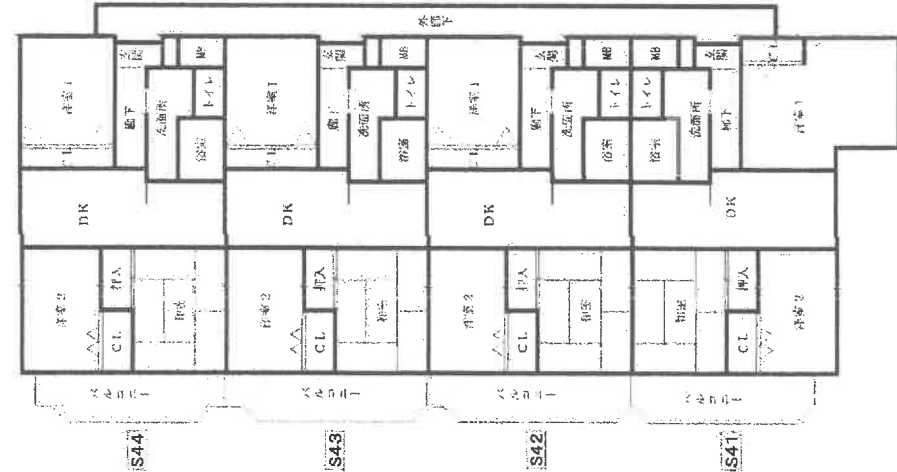 外廊下
洋室1
玄関
MB
廊下
洗面所
トイレ
浴室
CL
DK
洋室2
押入
CL
和室
バルコニー
S44
洋室1
玄関
MB
廊下
洗面所
トイレ
浴室
CL
DK
洋室2
押入
CL
和室
バルコニー
S43
洋室1
玄関
MB
廊下
洗面所
トイレ
浴室
CL
DK
洋室2
押入
CL
和室
バルコニー
S42
MB
玄関
トイレ
洗面所
廊下
浴室
洋室1
DK
和室
押入
CL
洋室2
バルコニー
S41